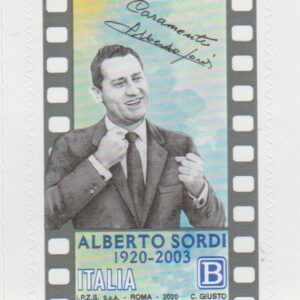 Caramente
Alberto Sordi
ALBERTO SORDI
1920-2003
ITALIA
B
I.P.Z.S. S.p.A. - ROMA - 2020
C. GIUSTO